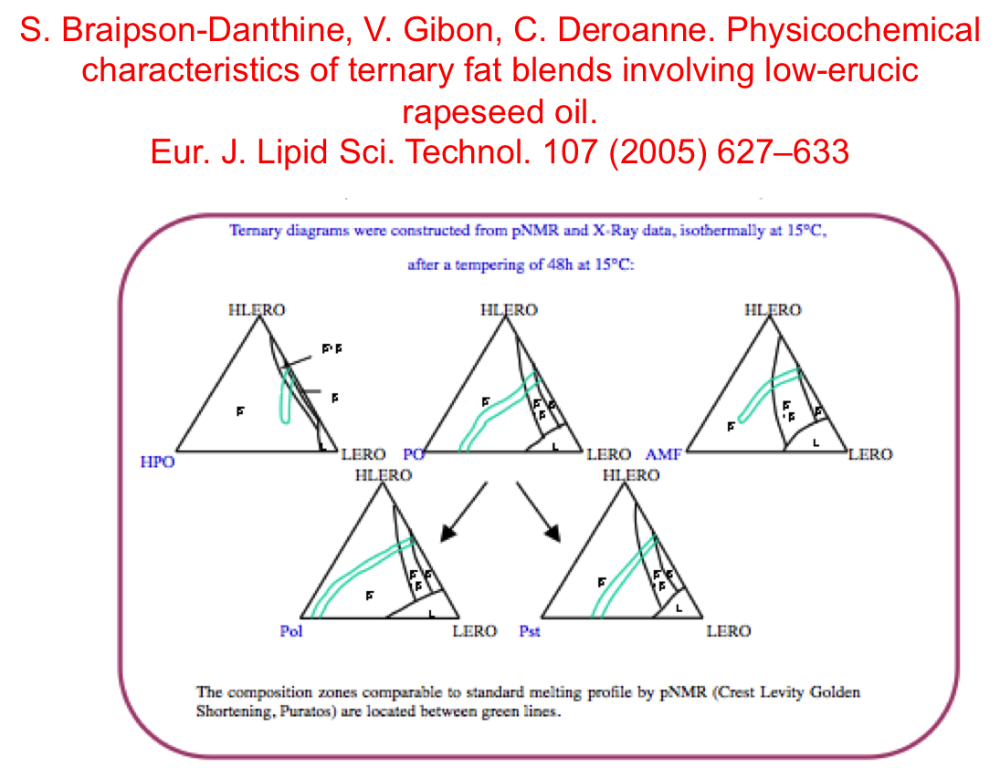 S. Braipson-Danthine, V. Gibon, C. Deroanne. Physicochemical
characteristics of ternary fat blends involving low-erucic
rapeseed oil.
Eur. J. Lipid Sci. Technol. 107 (2005) 627–633
Ternary diagrams were constructed from pNMR and X-Ray data, isothermally at 15°C,
after a tempering of 48h at 15°C:
HLERO HLERO HLERO
HPO LERO PO LERO AMF LERO
L L L
HLERO HLERO
Pol LERO Pst LERO
L L
The composition zones comparable to standard melting profile by pNMR (Crest Levity Golden
Shortening, Puratos) are located between green lines.